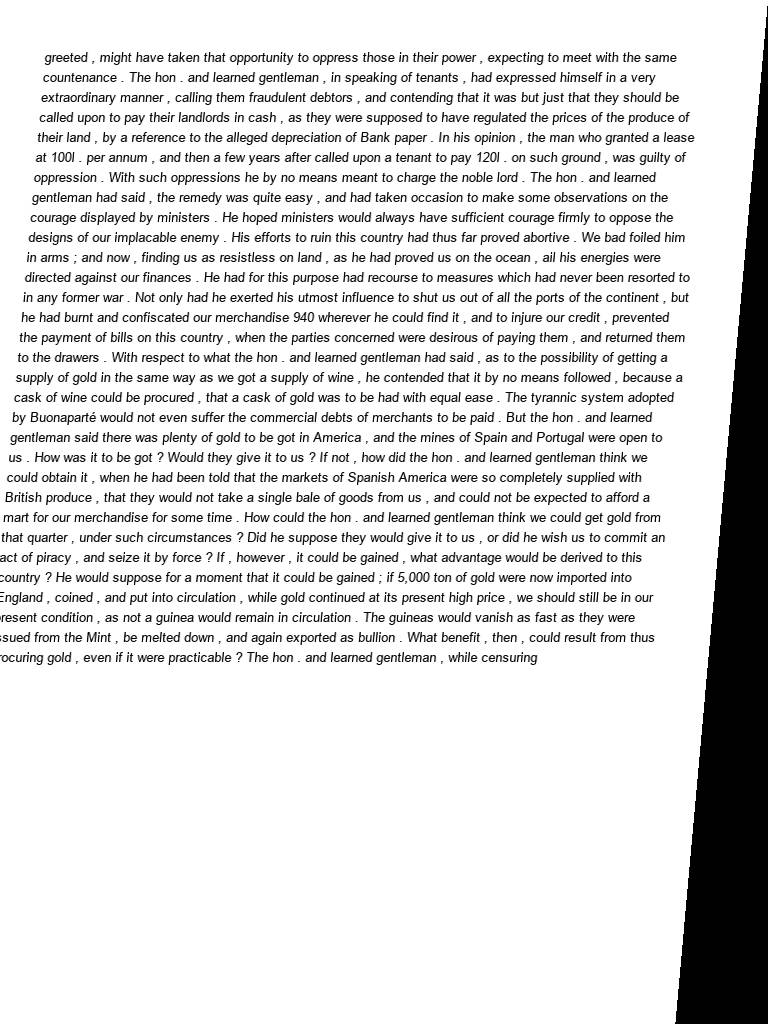 greeted , might have taken that opportunity to oppress those in their power , expecting to meet with the same
countenance . The hon . and learned gentleman , in speaking of tenants , had expressed himself in a very
extraordinary manner , calling them fraudulent debtors , and contending that it was but just that they should be
called upon to pay their landlords in cash , as they were supposed to have regulated the prices of the produce of
their land , by a reference to the alleged depreciation of Bank paper . In his opinion , the man who granted a lease
at 100l . per annum , and then a few years after called upon a tenant to pay 120l . on such ground , was guilty of
oppression . With such oppressions he by no means meant to charge the noble lord . The hon . and learned
gentleman had said , the remedy was quite easy , and had taken occasion to make some observations on the
courage displayed by ministers . He hoped ministers would always have sufficient courage firmly to oppose the
designs of our implacable enemy . His efforts to ruin this country had thus far proved abortive . We bad foiled him
in arms ; and now , finding us as resistless on land , as he had proved us on the ocean , ail his energies were
directed against our finances . He had for this purpose had recourse to measures which had never been resorted to
in any former war . Not only had he exerted his utmost influence to shut us out of all the ports of the continent , but
he had burnt and confiscated our merchandise 940 wherever he could find it , and to injure our credit , prevented
the payment of bills on this country , when the parties concerned were desirous of paying them , and returned them
to the drawers . With respect to what the hon . and learned gentleman had said , as to the possibility of getting a
supply of gold in the same way as we got a supply of wine , he contended that it by no means followed , because a
cask of wine could be procured , that a cask of gold was to be had with equal ease . The tyrannic system adopted
by Buonaparté would not even suffer the commercial debts of merchants to be paid . But the hon . and learned
gentleman said there was plenty of gold to be got in America , and the mines of Spain and Portugal were open to
us . How was it to be got ? Would they give it to us ? If not , how did the hon . and learned gentleman think we
could obtain it , when he had been told that the markets of Spanish America were so completely supplied with
British produce , that they would not take a single bale of goods from us , and could not be expected to afford a
mart for our merchandise for some time . How could the hon . and learned gentleman think we could get gold from
that quarter , under such circumstances ? Did he suppose they would give it to us , or did he wish us to commit an
act of piracy , and seize it by force ? If , however , it could be gained , what advantage would be derived to this
country ? He would suppose for a moment that it could be gained ; if 5,000 ton of gold were now imported into
England , coined , and put into circulation , while gold continued at its present high price , we should still be in our
present condition , as not a guinea would remain in circulation . The guineas would vanish as fast as they were
ssued from the Mint , be melted down , and again exported as bullion . What benefit , then , could result from thus
rocuring gold , even if it were practicable ? The hon . and learned gentleman , while censuring